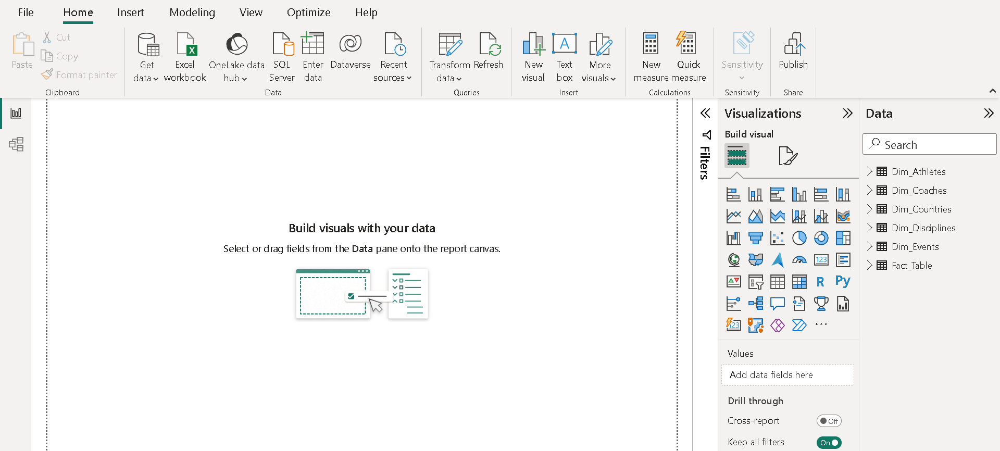 File Home Insert Modeling View Optimize Help
Paste
Cut
Copy
Format painter
Clipboard
Get data
Excel workbook
OneLake data hub
SQL Server
Enter data
Dataverse
Recent sources
Data
Transform data
Refresh
Queries
New visual
Text box
More visuals
Insert
New measure
Quick measure
Calculations
Sensitivity
Sensitivity
Publish
Share
Build visuals with your data
Select or drag fields from the Data pane onto the report canvas.
Filters
Visualizations
Build visual
123
R
Py
123
Values
Add data fields here
Drill through
Cross-report
Off
Keep all filters
On
Data
Search
Dim_Athletes
Dim_Coaches
Dim_Countries
Dim_Disciplines
Dim_Events
Fact_Table